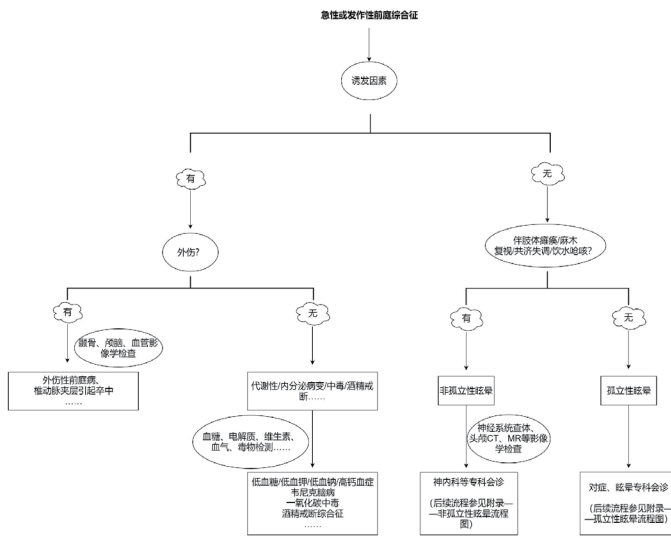 急性或发作性前庭综合征
诱发因素
有
无
外伤?
伴肢体瘫痪/麻木
复视/共济失调/饮水呛咳?
有
无
有
无
颞骨、颅脑、血管影
像学检查
外伤性前庭病、
椎动脉夹层引起卒中
……
代谢性/内分泌病变/中毒/酒精戒
断……
非孤立性眩晕
孤立性眩晕
血糖、电解质、维生素、
血气、毒物检测……
神经系统查体、
头颅CT、MR等影像
学检查
低血糖/低血钾/低血钠/高钙血症
韦尼克脑病
一氧化碳中毒
酒精戒断综合征
……
神内科等专科会诊
(后续流程参见附录—
—非孤立性眩晕流程
图)
对症、眩晕专科会诊
(后续流程参见附录—
—孤立性眩晕流程图)